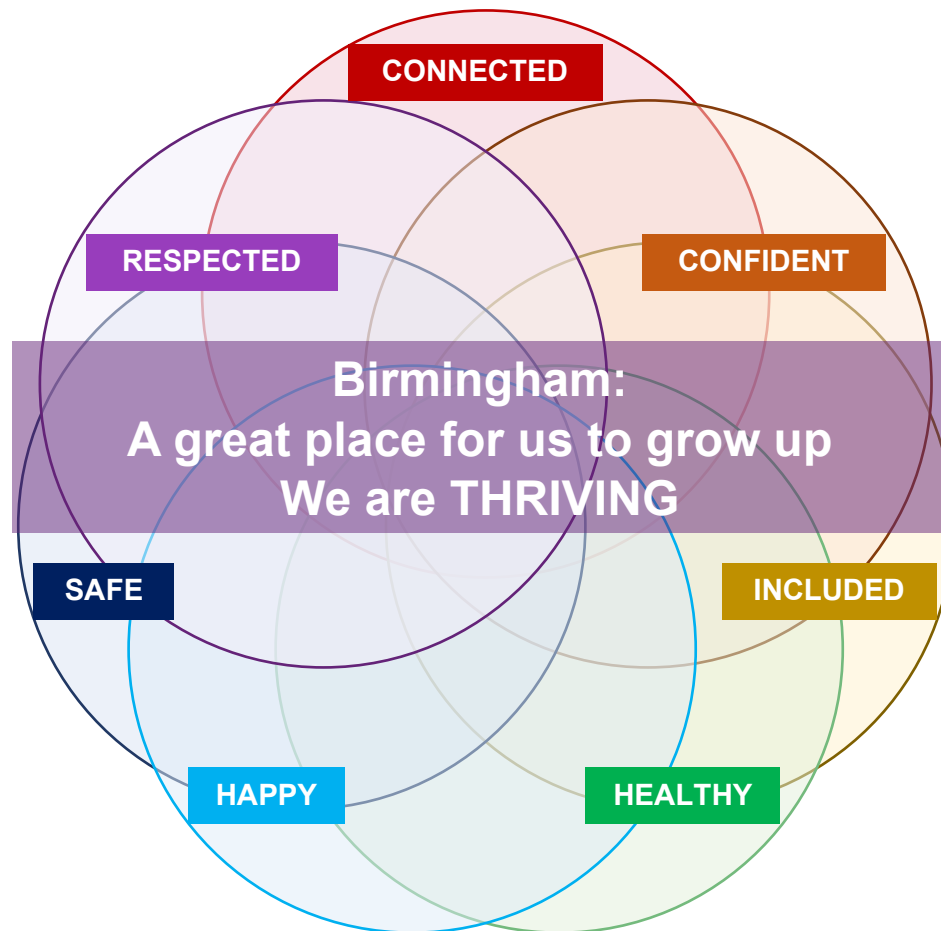 CONNECTED
RESPECTED
CONFIDENT
Birmingham:
A great place for us to grow up
We are THRIVING
SAFE
INCLUDED
HAPPY
HEALTHY